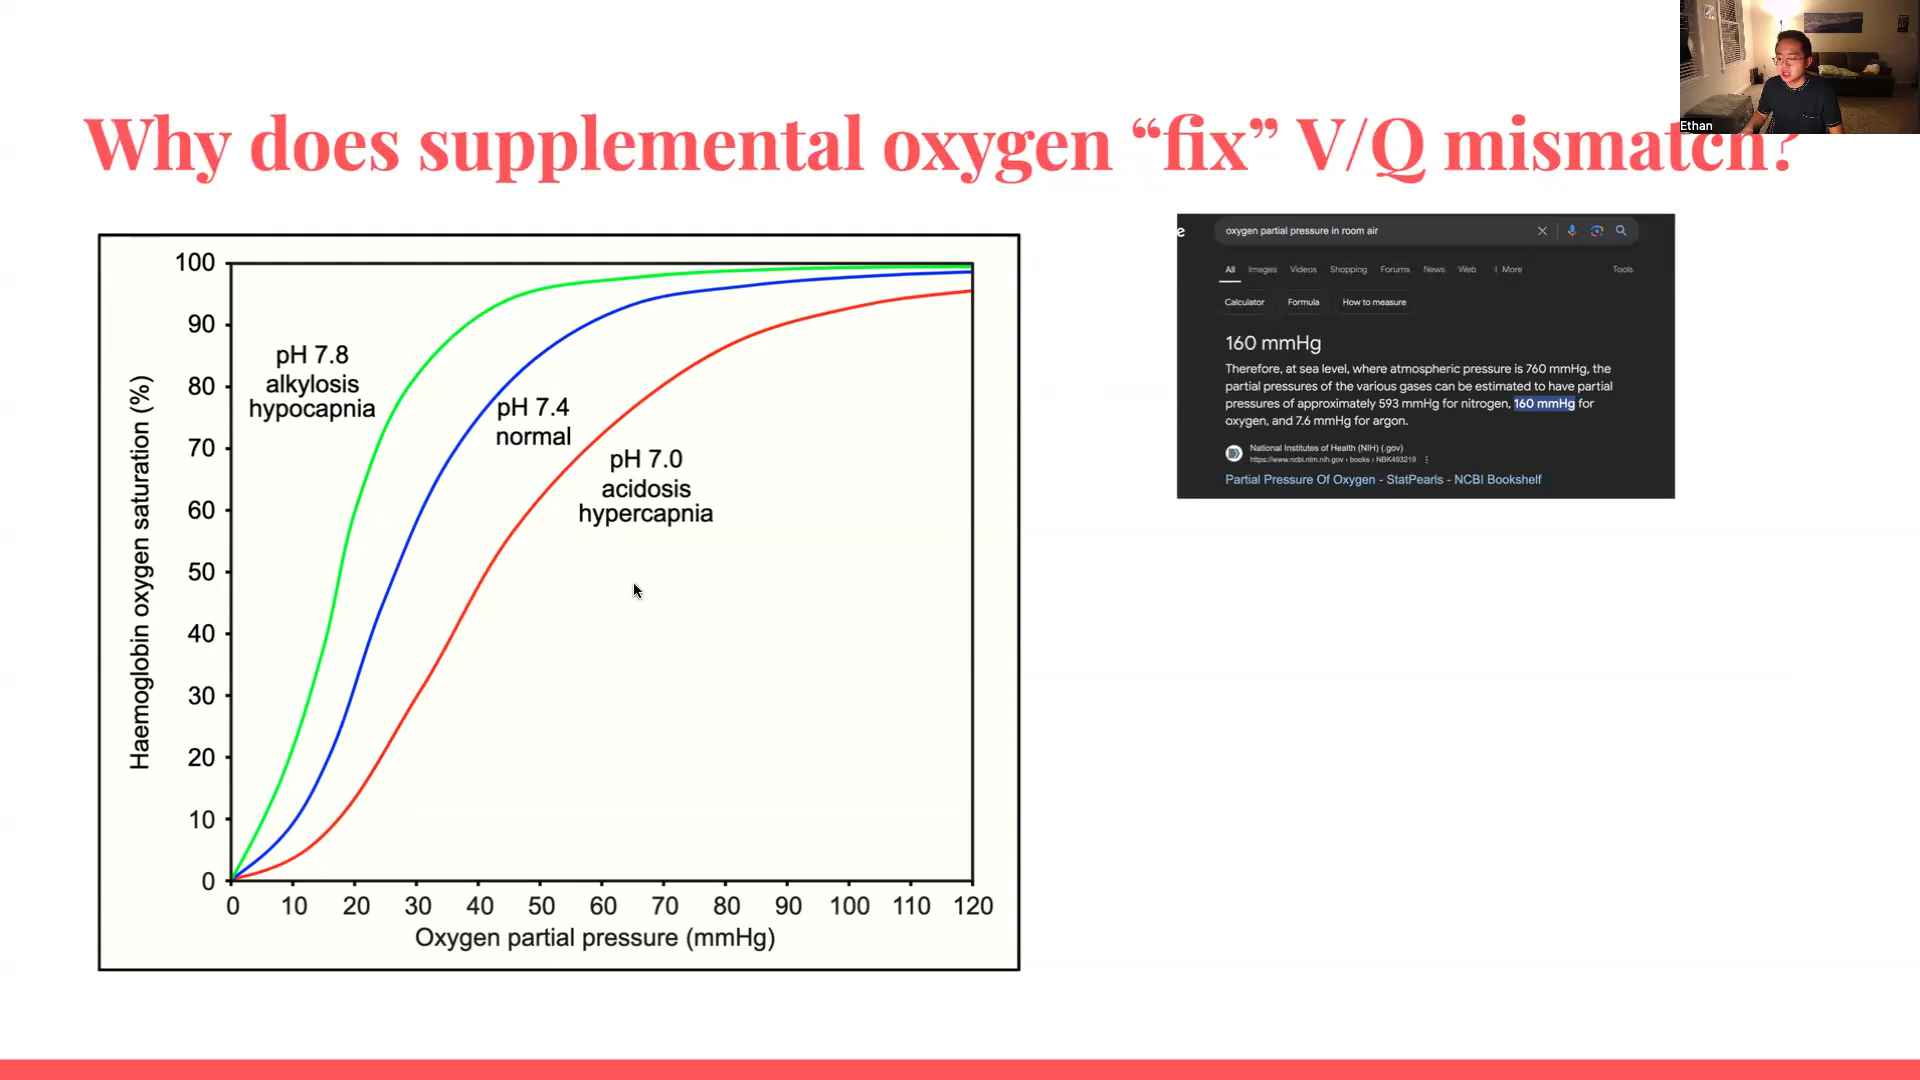 Why does supplemental oxygen “fix” V/Q mismatch?
Ethan
100
90
80
70
60
50
40
30
20
10
0
Haemoglobin oxygen saturation (%)
pH 7.8
alkylosis
hypocapnia
pH 7.4
normal
pH 7.0
acidosis
hypercapnia
0 10 20 30 40 50 60 70 80 90 100 110 120
Oxygen partial pressure (mmHg)
e
oxygen partial pressure in room air
All Images Videos Shopping Forums News Web More Tools
Calculator Formula How to measure
160 mmHg
Therefore, at sea level, where atmospheric pressure is 760 mmHg, the
partial pressures of the various gases can be estimated to have partial
pressures of approximately 593 mmHg for nitrogen, 160 mmHg for
oxygen, and 7.6 mmHg for argon.
National Institutes of Health (NIH) (.gov)
https://www.ncbi.nlm.nih.gov › books › NBK493219
Partial Pressure Of Oxygen - StatPearls - NCBI Bookshelf